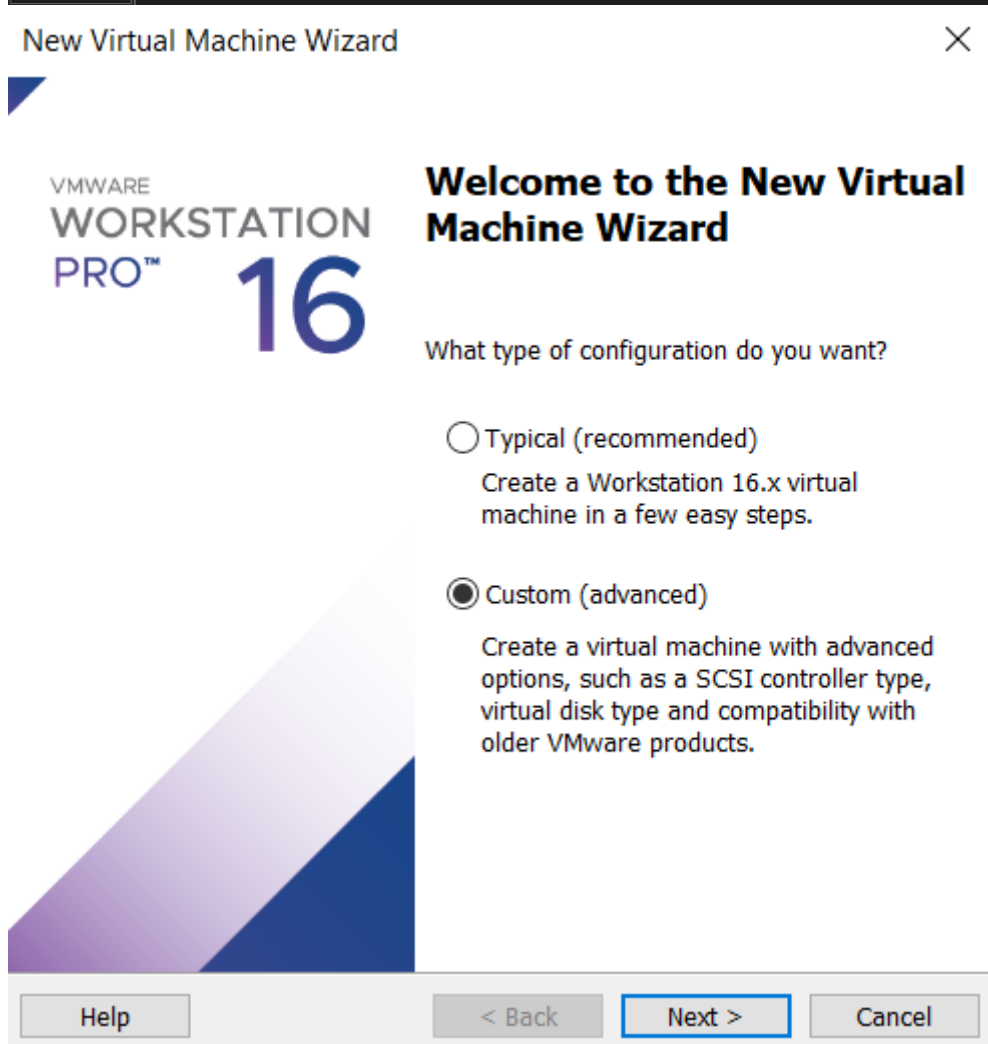 New Virtual Machine Wizard
VMWARE
WORKSTATION
PRO™ 16
Welcome to the New Virtual
Machine Wizard
What type of configuration do you want?
Typical (recommended)
Create a Workstation 16.x virtual
machine in a few easy steps.
Custom (advanced)
Create a virtual machine with advanced
options, such as a SCSI controller type,
virtual disk type and compatibility with
older VMware products.
Help
< Back
Next >
Cancel